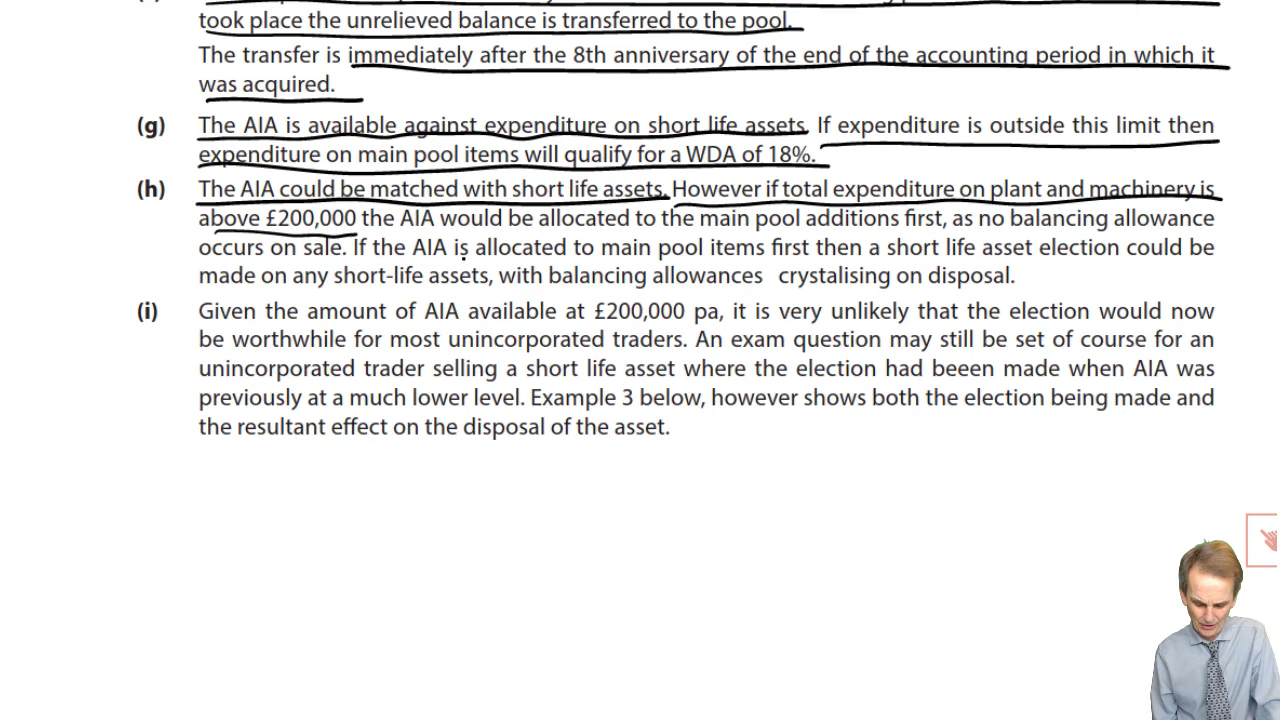 took place the unrelieved balance is transferred to the pool.
The transfer is immediately after the 8th anniversary of the end of the accounting period in which it
was acquired.
(g) The AIA is available against expenditure on short life assets. If expenditure is outside this limit then
expenditure on main pool items will qualify for a WDA of 18%.
(h) The AIA could be matched with short life assets. However if total expenditure on plant and machinery is
above £200,000 the AIA would be allocated to the main pool additions first, as no balancing allowance
occurs on sale. If the AIA is allocated to main pool items first then a short life asset election could be
made on any short-life assets, with balancing allowances crystalising on disposal.
(i) Given the amount of AIA available at £200,000 pa, it is very unlikely that the election would now
be worthwhile for most unincorporated traders. An exam question may still be set of course for an
unincorporated trader selling a short life asset where the election had beeen made when AIA was
previously at a much lower level. Example 3 below, however shows both the election being made and
the resultant effect on the disposal of the asset.